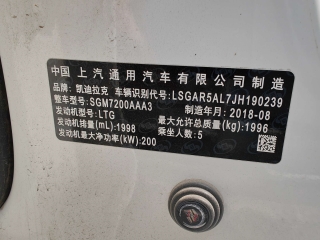 中国 上汽通用汽车有限公司 制造
品牌：凯迪拉克 车辆识别代号：LSGAR5AL7JH190239
整车型号：SGM7200AAA3 制造年月：2018-08
发动机型号：LTG 最大允许总质量(kg)：1996
发动机排量(mL)：1998 乘坐人数：5
发动机最大净功率(kW)：200